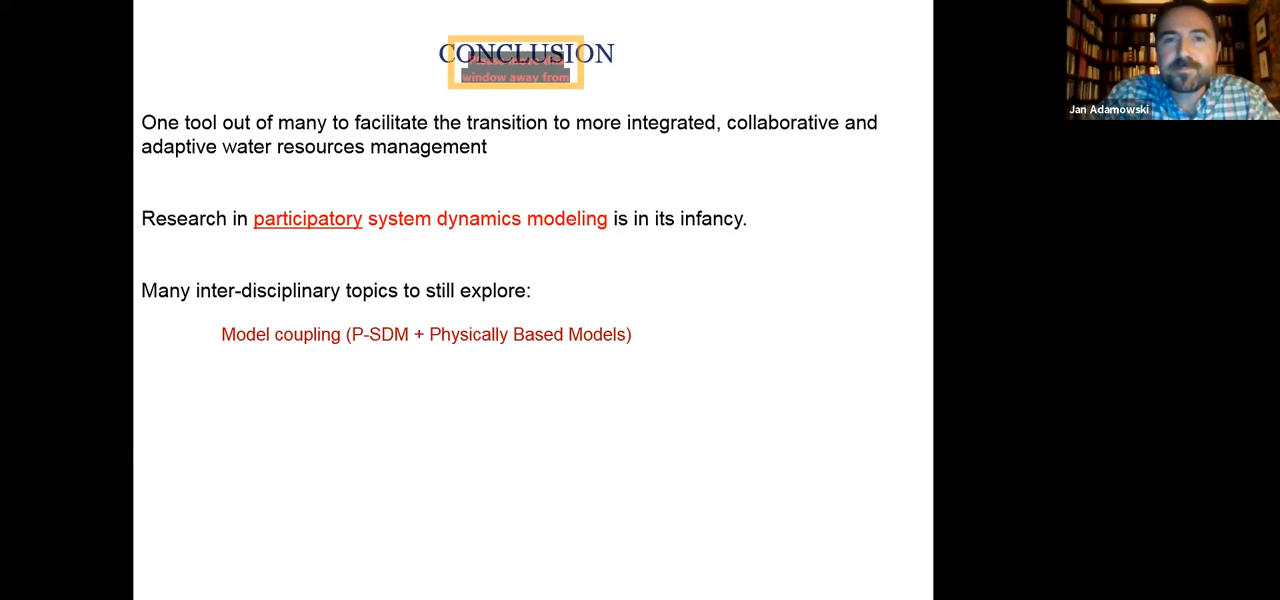 CONCLUSION
window away from
One tool out of many to facilitate the transition to more integrated, collaborative and
adaptive water resources management
Research in participatory system dynamics modeling is in its infancy.
Many inter-disciplinary topics to still explore:
Model coupling (P-SDM + Physically Based Models)
Jan Adamowski